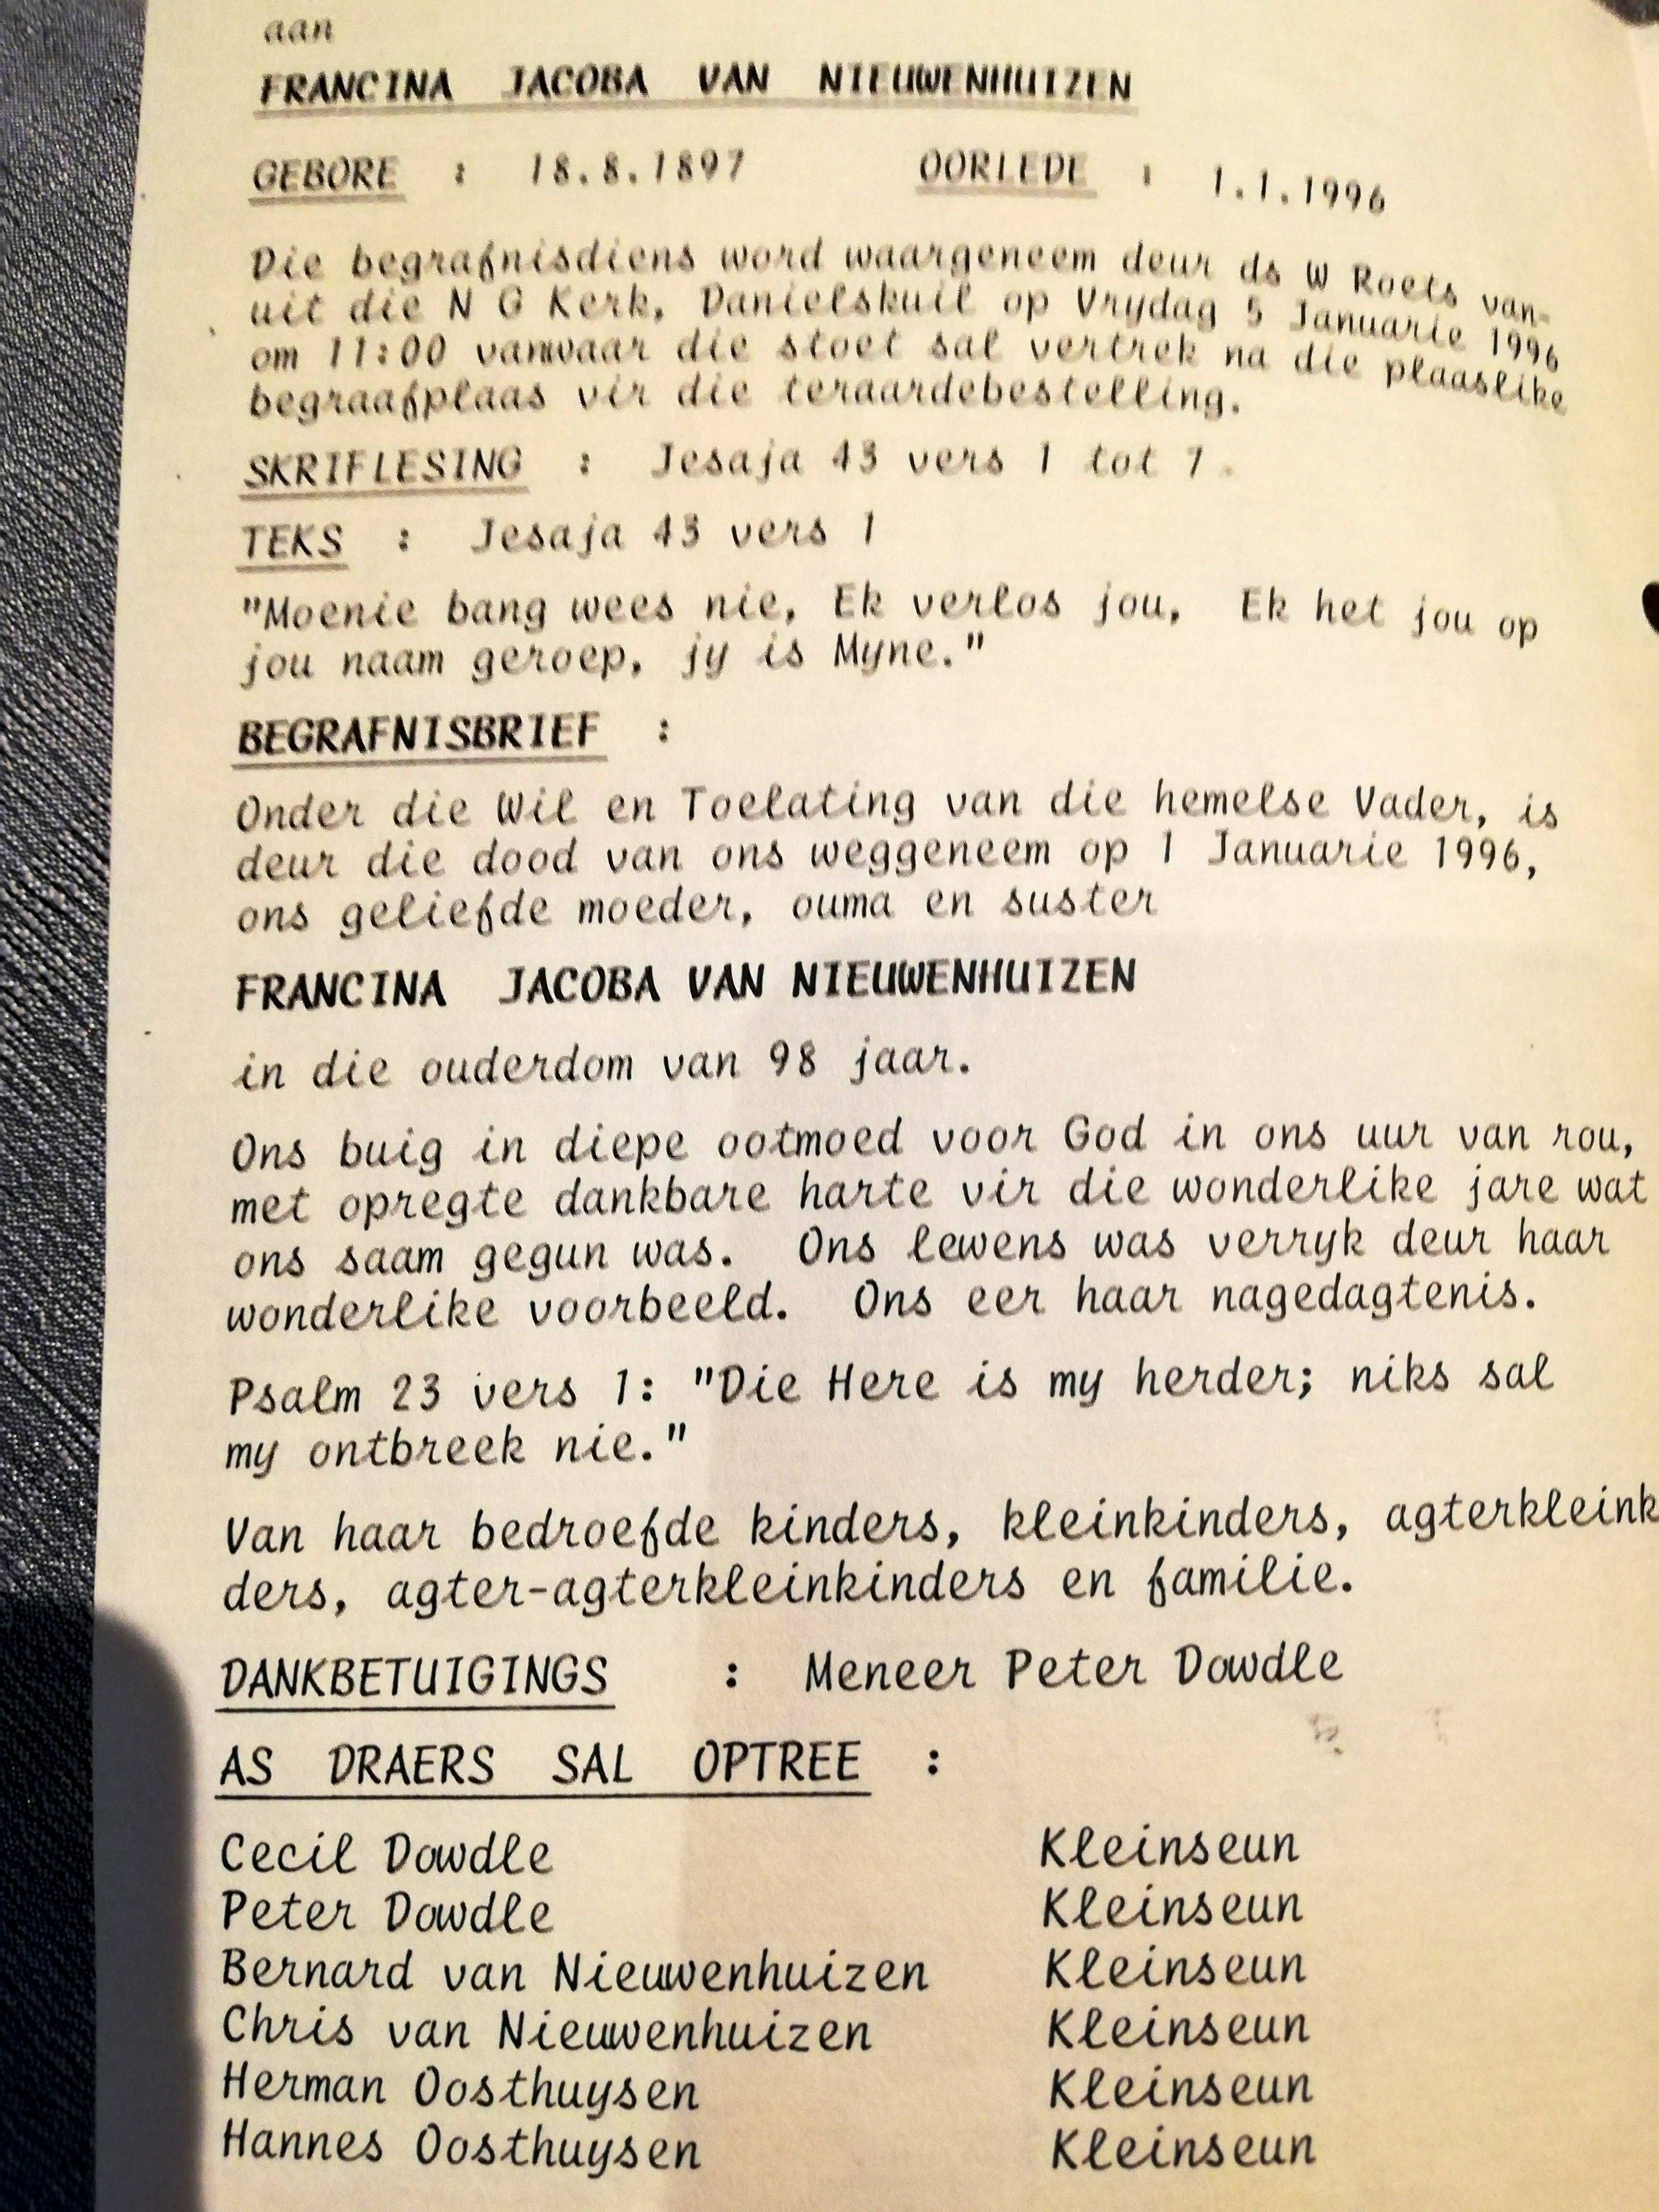 aan
FRANCINA JACOBA VAN NIEUWENHUIZEN
GEBORE : 18.8.1897 OORLEDE : 1.1.1996
Die begrafnisdiens word waargeneem deur ds W Roets van-
uit die N G Kerk, Danielskuil op Vrydag 5 Januarie 1996
om 11:00 vanwaar die stoet sal vertrek na die plaaslike
begraafplaas vir die teraardebestelling.
SKRIFLESING : Jesaja 43 vers 1 tot 7.
TEKS : Jesaja 43 vers 1
"Moenie bang wees nie, Ek verlos jou, Ek het jou op
jou naam geroep, jy is Myne."
BEGRAFNISBRIEF :
Onder die Wil en Toelating van die hemelse Vader, is
deur die dood van ons weggeneem op 1 Januarie 1996,
ons geliefde moeder, ouma en suster
FRANCINA JACOBA VAN NIEUWENHUIZEN
in die ouderdom van 98 jaar.
Ons buig in diepe ootmoed voor God in ons uur van rou,
met opregte dankbare harte vir die wonderlike jare wat
ons saam gegun was. Ons lewens was verryk deur haar
wonderlike voorbeeld. Ons eer haar nagedagtenis.
Psalm 23 vers 1: "Die Here is my herder; niks sal
my ontbreek nie."
Van haar bedroefde kinders, kleinkinders, agterkleink
ders, agter-agterkleinkinders en familie.
DANKBETUIGINGS : Meneer Peter Dowdle
AS DRAERS SAL OPTREE :
Cecil Dowdle Kleinseun
Peter Dowdle Kleinseun
Bernard van Nieuwenhuizen Kleinseun
Chris van Nieuwenhuizen Kleinseun
Herman Oosthuysen Kleinseun
Hannes Oosthuysen Kleinseun